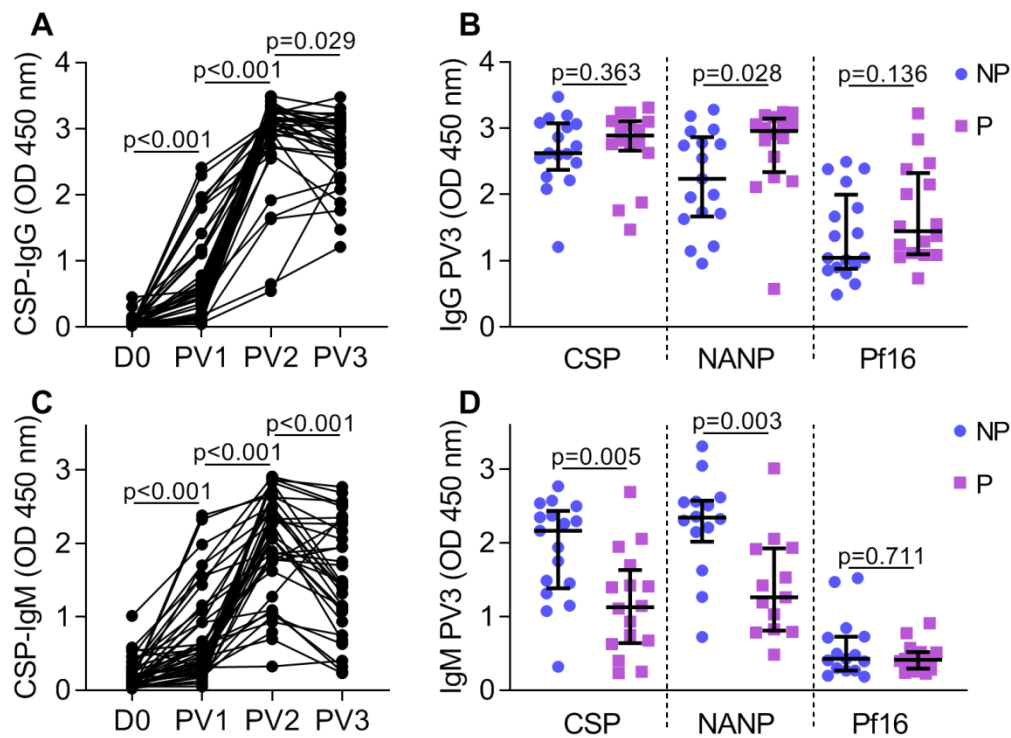 A
CSP-IgG (OD 450 nm)
4
3
2
1
0
p<0.001
p<0.001
p=0.029
D0 PV1 PV2 PV3
B
IgG PV3 (OD 450 nm)
4
3
2
1
0
p=0.363 p=0.028 p=0.136
CSP NANP Pf16
NP
P
C
CSP-IgM (OD 450 nm)
3
2
1
0
p<0.001
p<0.001
p<0.001
D0 PV1 PV2 PV3
D
IgM PV3 (OD 450 nm)
3
2
1
0
p=0.005
p=0.003
p=0.711
CSP NANP Pf16
NP
P